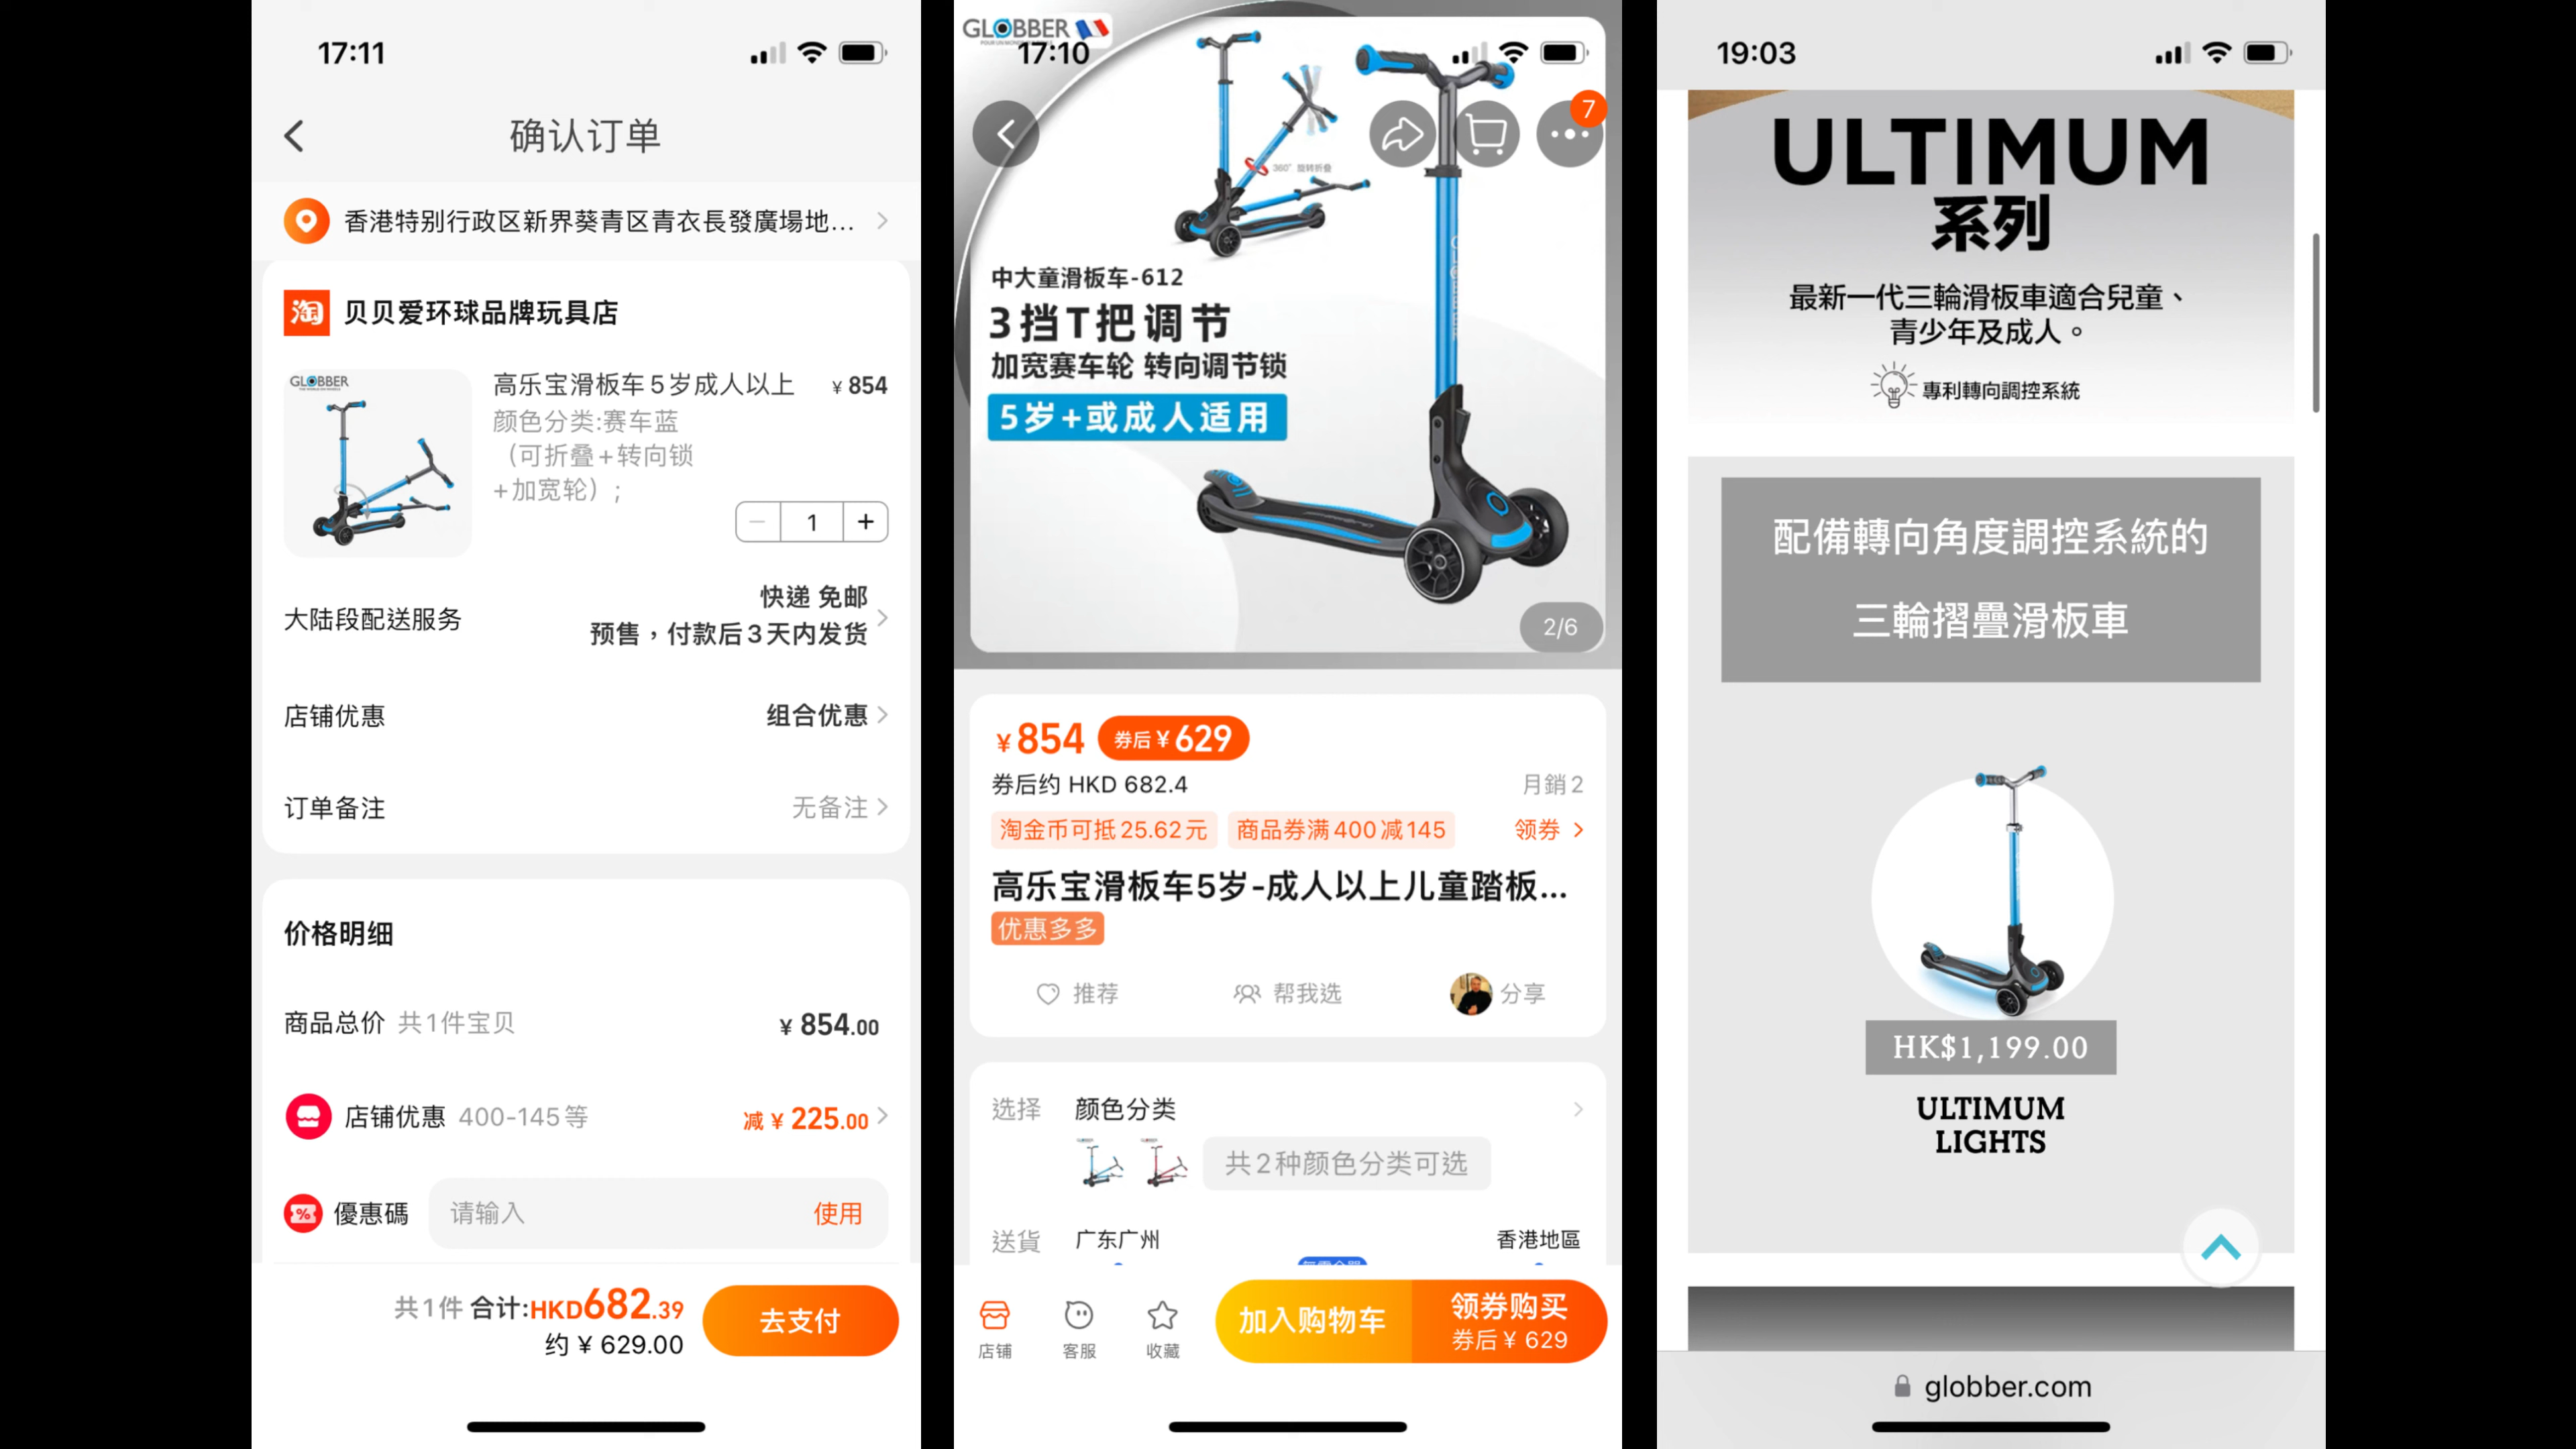 17:11
确认订单
香港特别行政区新界葵青区青衣長發廣場地...
淘 贝贝爱环球品牌玩具店
GLOBBER
高乐宝滑板车5岁成人以上 ¥ 854
颜色分类:赛车蓝
（可折叠+转向锁
+加宽轮）;
1
大陆段配送服务
快递 免邮
预售，付款后3天内发货
店铺优惠 组合优惠
订单备注 无备注
价格明细
商品总价 共1件宝贝 ¥ 854.00
店铺优惠 400-145等 减 ¥ 225.00
優惠碼 请输入 使用
共1件 合计:HKD682.39
约 ¥ 629.00
去支付
GLOBBER
17:10
7
360° 旋转折叠
中大童滑板车-612
3挡T把调节
加宽赛车轮 转向调节锁
5岁+或成人适用
2/6
¥854 券后¥629
券后约 HKD 682.4 月銷2
淘金币可抵25.62元 商品券满400减145 领券
高乐宝滑板车5岁-成人以上儿童踏板...
优惠多多
推荐 帮我选 分享
选择 颜色分类
共2种颜色分类可选
送貨 广东广州 香港地區
店铺 客服 收藏
加入购物车
领券购买
券后¥ 629
19:03
ULTIMUM
系列
最新一代三輪滑板車適合兒童、
青少年及成人。
專利轉向調控系統
配備轉向角度調控系統的
三輪摺疊滑板車
HK$1,199.00
ULTIMUM
LIGHTS
globber.com